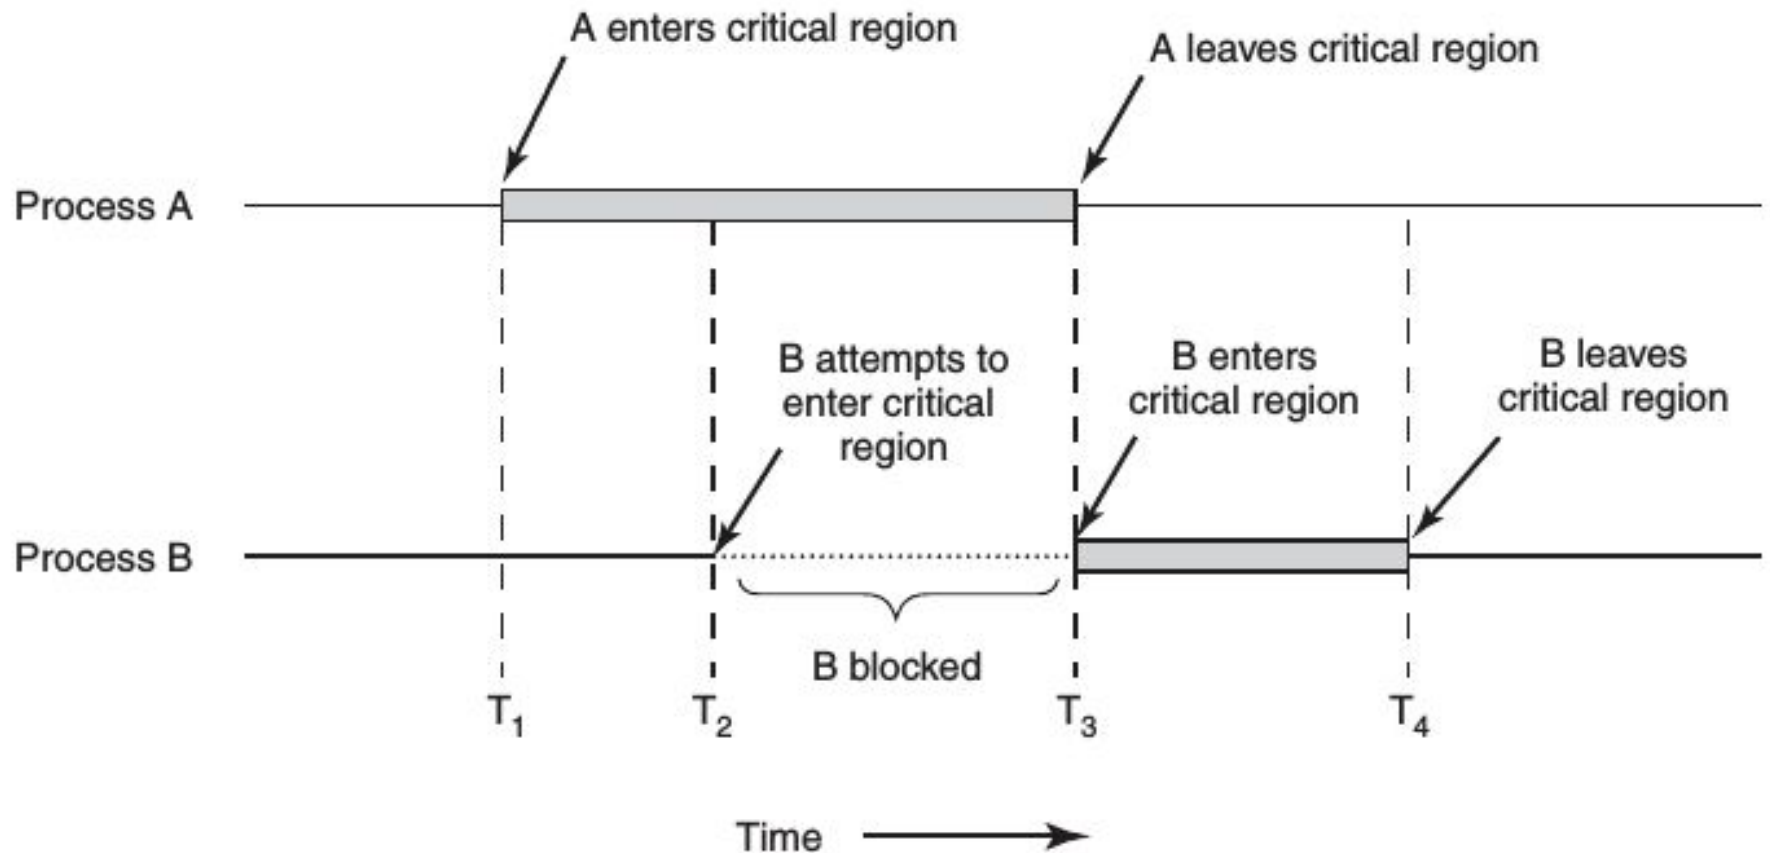 A enters critical region
A leaves critical region
Process A
B attempts to
enter critical
region
B enters
critical region
B leaves
critical region
Process B
B blocked
T1
T2
T3
T4
Time